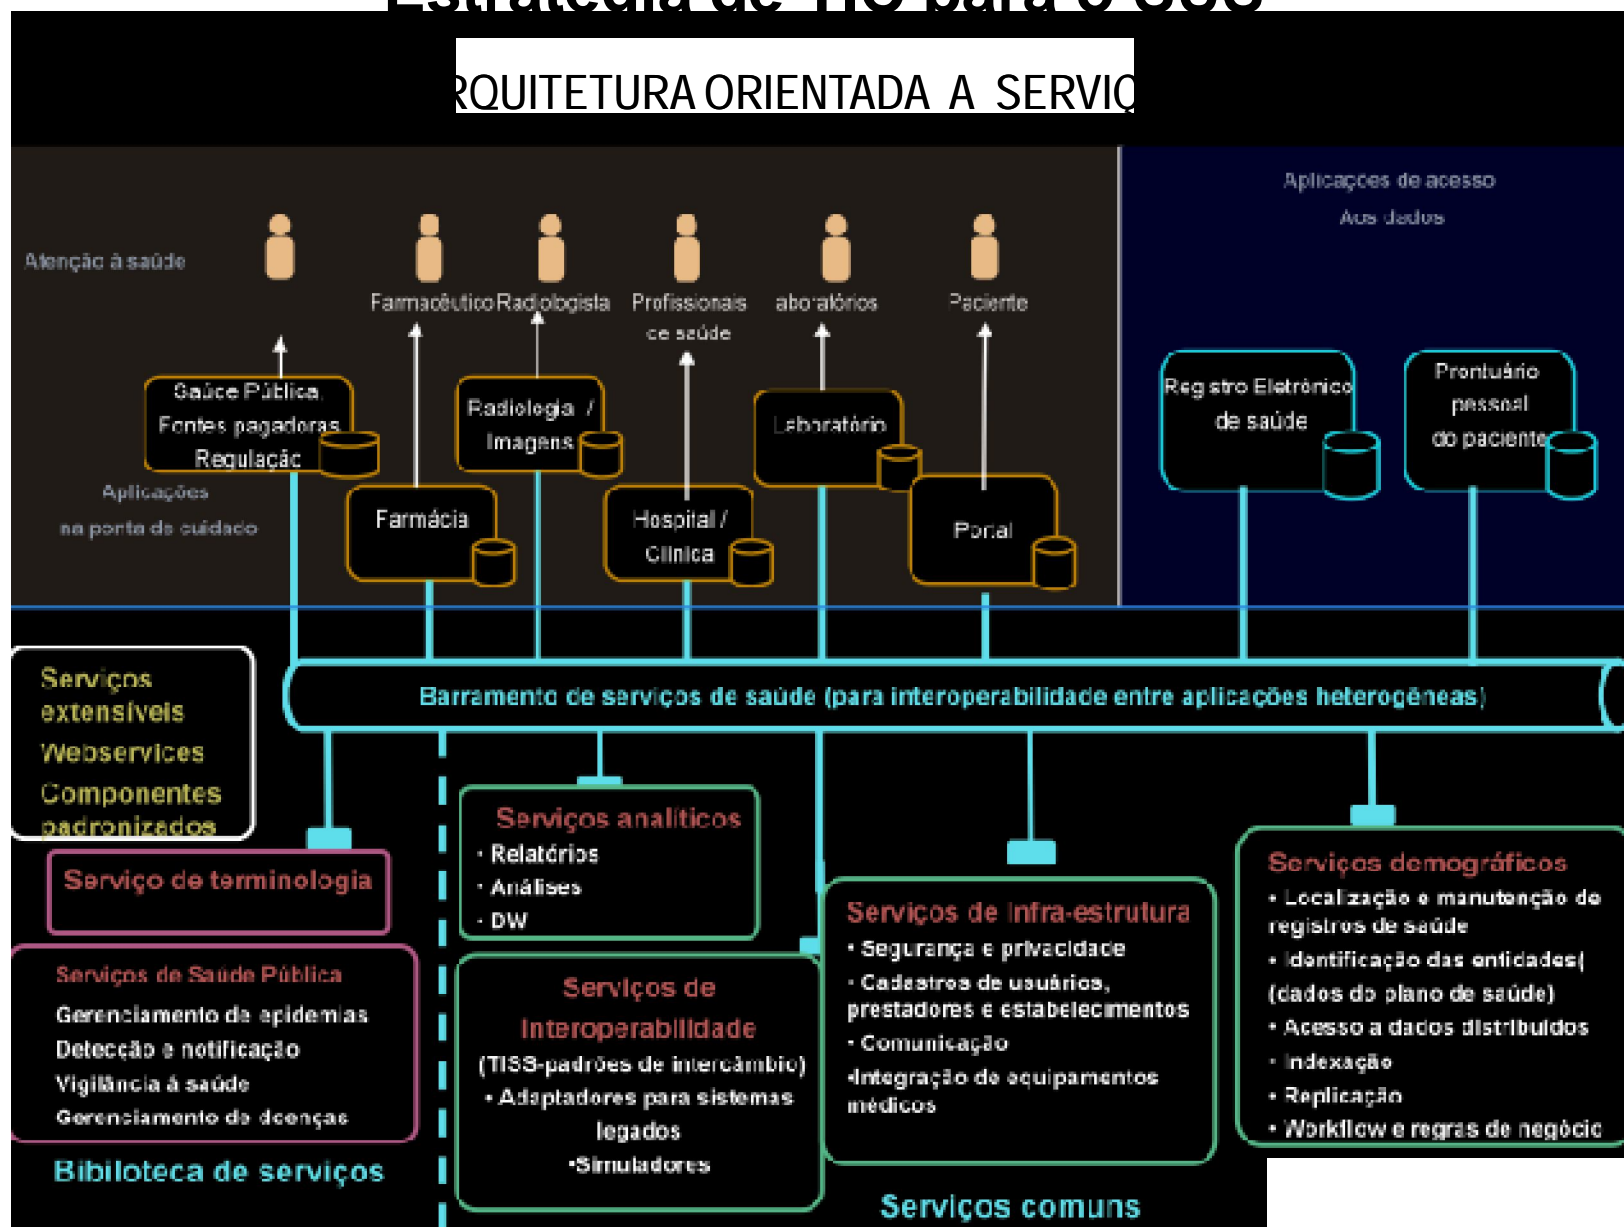 Estratégia de TIC para o SUS
RQUITETURA ORIENTADA A SERVIÇ
Aplicações de acesso
Aos dados
Atenção à saúde
Farmacêutico
Radiologista
Profissionais
de saúde
aboratórios
Paciente
Saúde Pública,
Fontes pagadoras
Regulação
Radiologia /
Imagens
Laboratório
Registro Eletrônico
de saúde
Prontuário
pessoal
do paciente
Aplicações
na ponta de cuidado
Farmácia
Hospital /
Clínica
Portal
Serviços
extensíveis
Webservices
Componentes
padronizados
Barramento de serviços de saúde (para interoperabilidade entre aplicações heterogêneas)
Serviço de terminologia
Serviços de Saúde Pública
Gerenciamento de epidemias
Detecção e notificação
Vigilância á saúde
Gerenciamento de doenças
Bibiloteca de serviços
Serviços analíticos
· Relatórios
· Análises
· DW
Serviços de
Interoperabilidade
(TISS-padrões de intercâmbio)
• Adaptadores para sistemas
legados
•Simuladores
Serviços de infra-estrutura
• Segurança e privacidade
• Cadastros de usuários,
prestadores e estabelecimentos
• Comunicação
•Integração de equipamentos
médicos
Serviços demográficos
• Localização e manutenção de
registros de saúde
• Identificação das entidades(
(dados do plano de saúde)
• Acesso a dados distribuídos
• Indexação
• Replicação
• Workflow e regras de negócio
Serviços comuns